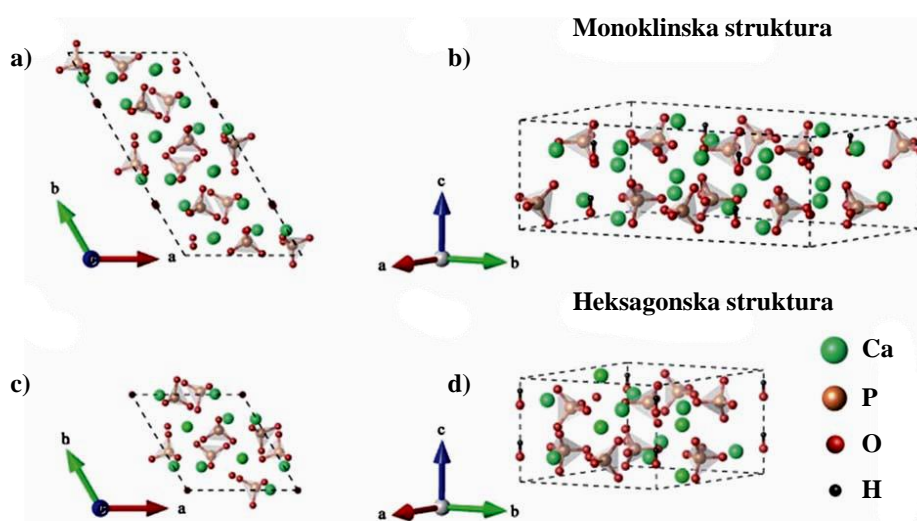 Monoklinska struktura
a)
b)
b
a
c
c
a
b
Heksagonska struktura
c)
d)
b
a
c
c
a
b
Ca
P
O
H